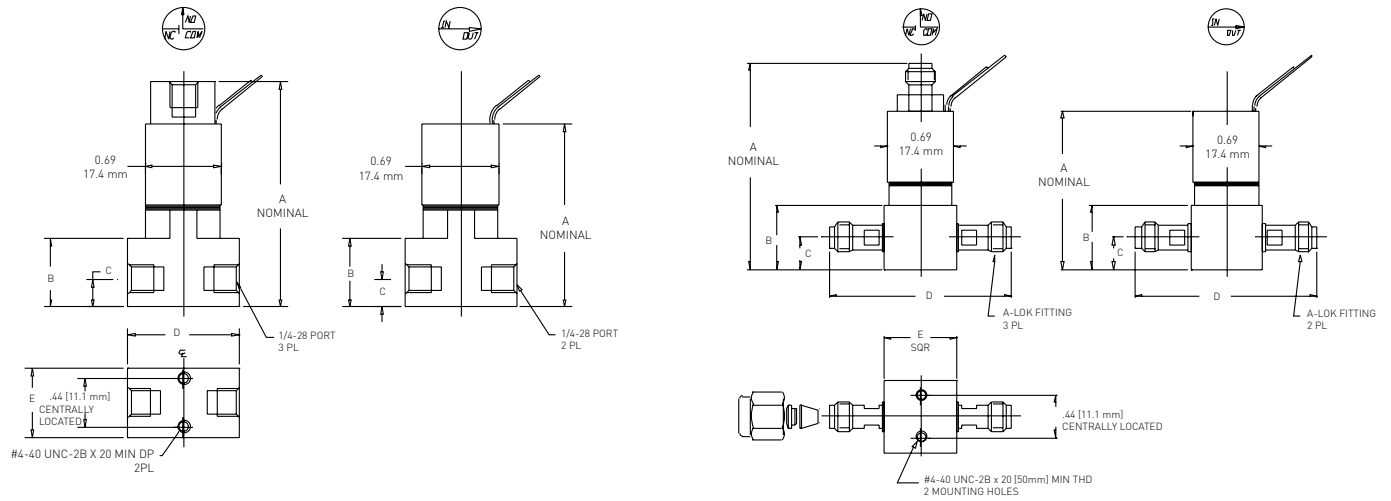 NO
NC COM
IN
OUT
NO
NC COM
IN
OUT
0.69
17.4 mm
A
NOMINAL
B
C
1/4-28 PORT
3 PL
0.69
17.4 mm
A
NOMINAL
B
C
1/4-28 PORT
2 PL
D
℄
E
.44 [11.1 mm]
CENTRALLY
LOCATED
#4-40 UNC-2B X 20 MIN DP
2PL
A
NOMINAL
0.69
17.4 mm
B
C
D
A-LOK FITTING
3 PL
A
NOMINAL
0.69
17.4 mm
B
C
D
A-LOK FITTING
2 PL
E
SQR
.44 [11.1 mm]
CENTRALLY LOCATED
#4-40 UNC-2B x 20 [50mm] MIN THD
2 MOUNTING HOLES